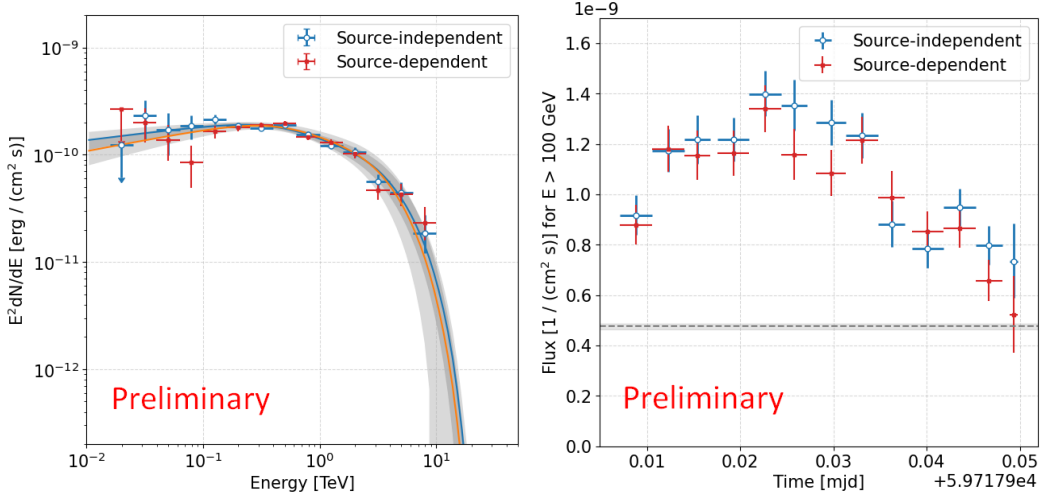 10⁻⁹
10⁻¹⁰
10⁻¹¹
10⁻¹²
E²dN/dE [erg / (cm² s)]
Source-independent
Source-dependent
Preliminary
10⁻² 10⁻¹ 10⁰ 10¹
Energy [TeV]
1e−9
1.6
1.4
1.2
1.0
0.8
0.6
0.4
0.2
0.0
Flux [1 / (cm² s)] for E > 100 GeV
Source-independent
Source-dependent
Preliminary
0.01 0.02 0.03 0.04 0.05
Time [mjd] +5.97179e4